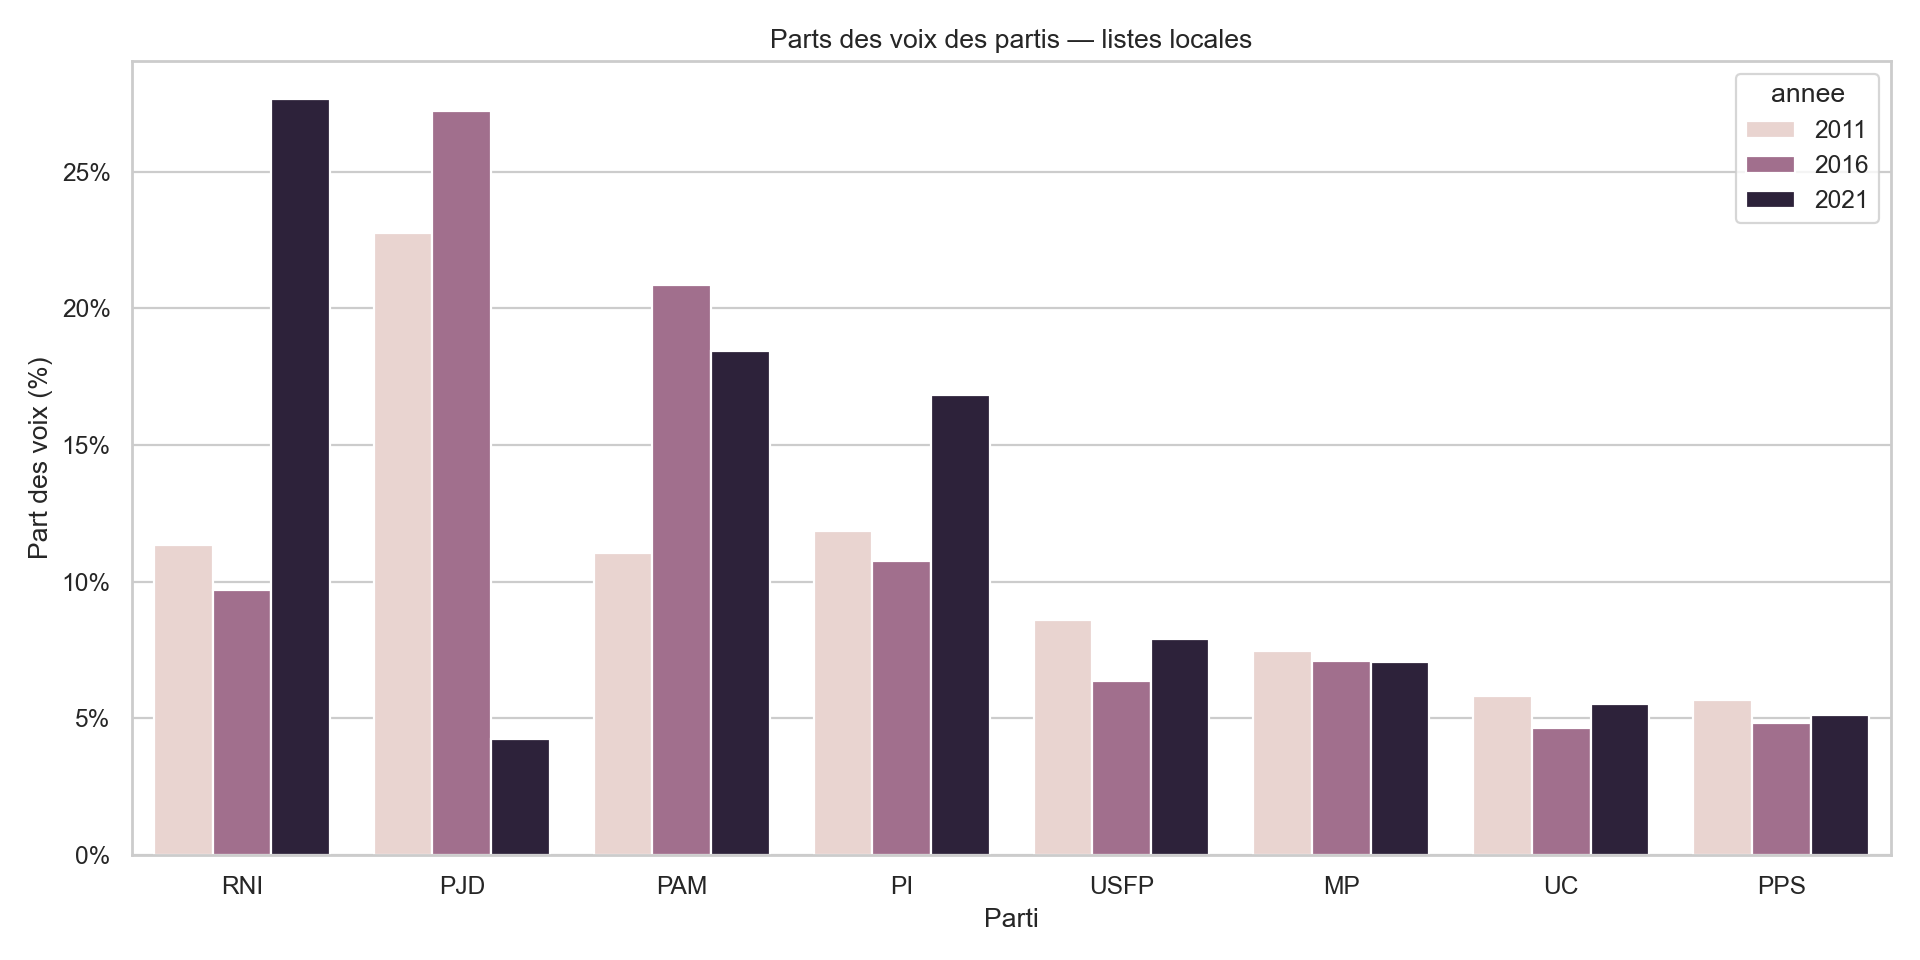 Parts des voix des partis — listes locales
annee
2011
2016
2021
Part des voix (%)
25%
20%
15%
10%
5%
0%
RNI
PJD
PAM
PI
USFP
MP
UC
PPS
Parti